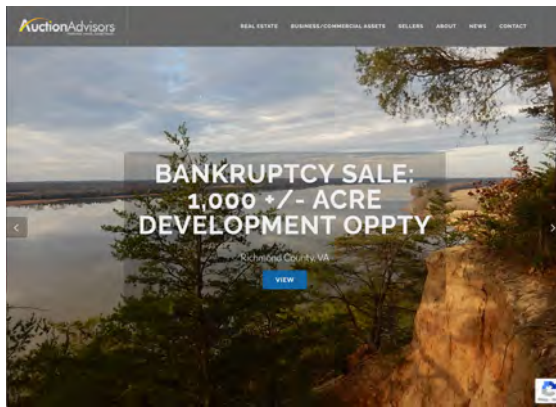 AuctionAdvisors
REAL ESTATE BUSINESS/COMMERCIAL ASSETS SELLERS ABOUT NEWS CONTACT
BANKRUPTCY SALE:
1,000 +/- ACRE
DEVELOPMENT OPPTY
Richmond County, VA
VIEW